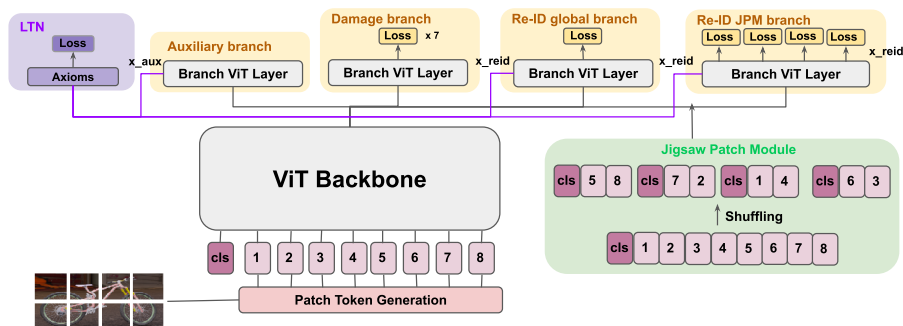 LTN
Loss
Axioms
x_aux
Auxiliary branch
Branch ViT Layer
Damage branch
Loss
x 7
Branch ViT Layer
x_reid
Re-ID global branch
Loss
Branch ViT Layer
x_reid
Re-ID JPM branch
Loss Loss Loss Loss
x_reid
Branch ViT Layer
ViT Backbone
cls 1 2 3 4 5 6 7 8
Patch Token Generation
Jigsaw Patch Module
cls 5 8 cls 7 2 cls 1 4 cls 6 3
Shuffling
cls 1 2 3 4 5 6 7 8